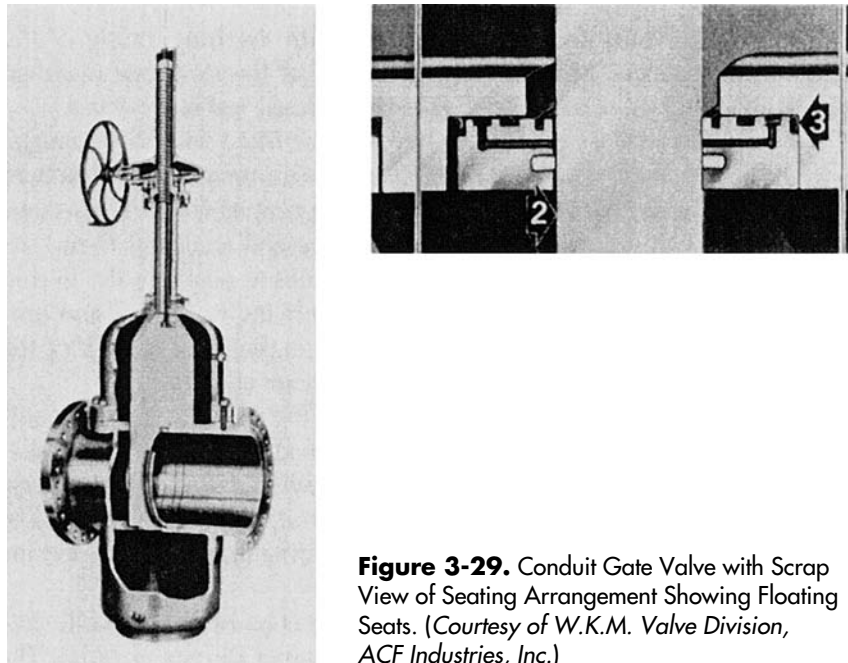 3
2
Figure 3-29. Conduit Gate Valve with Scrap
View of Seating Arrangement Showing Floating
Seats. (Courtesy of W.K.M. Valve Division,
ACF Industries, Inc.)